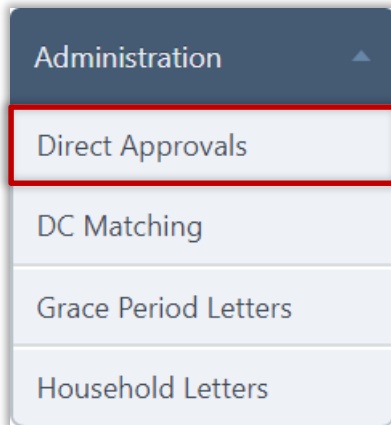 Administration
Direct Approvals
DC Matching
Grace Period Letters
Household Letters